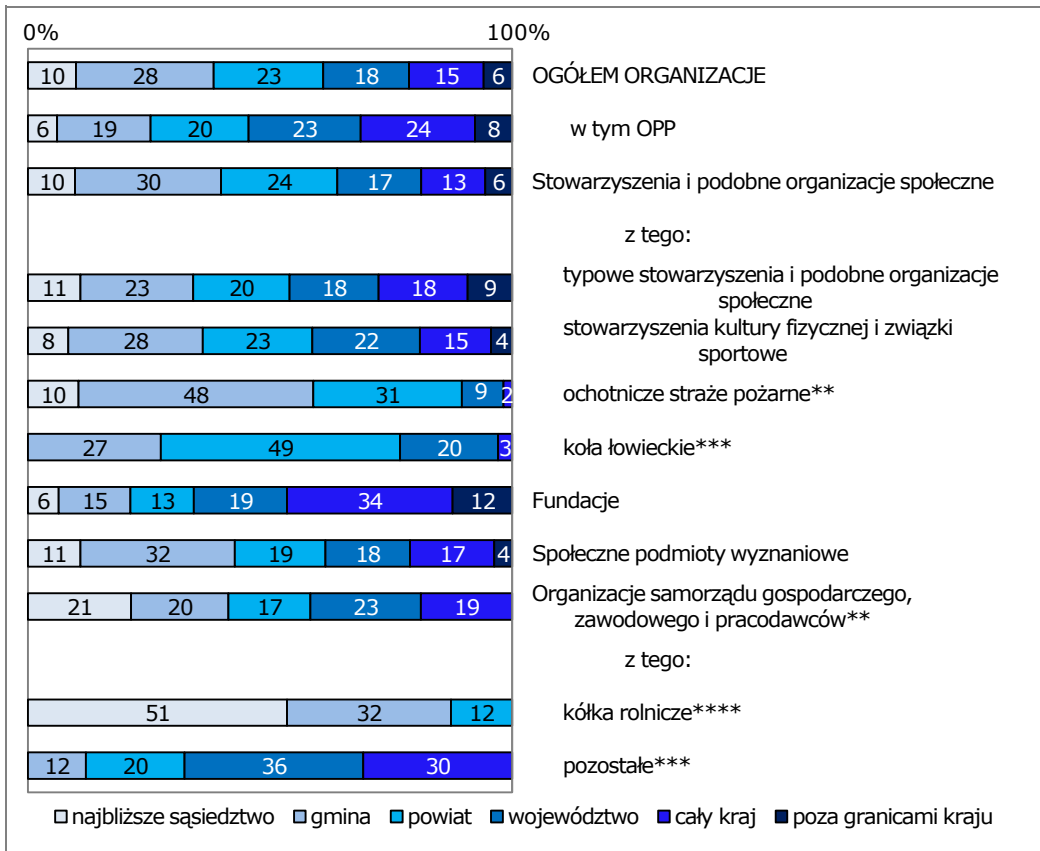 0% 100%
10 28 23 18 15 6 OGÓŁEM ORGANIZACJE
6 19 20 23 24 8 w tym OPP
10 30 24 17 13 6 Stowarzyszenia i podobne organizacje społeczne
z tego:
11 23 20 18 18 9 typowe stowarzyszenia i podobne organizacje
społeczne
8 28 23 22 15 4 stowarzyszenia kultury fizycznej i związki
sportowe
10 48 31 9 2 ochotnicze straże pożarne**
27 49 20 3 koła łowieckie***
6 15 13 19 34 12 Fundacje
11 32 19 18 17 4 Społeczne podmioty wyznaniowe
21 20 17 23 19 Organizacje samorządu gospodarczego,
zawodowego i pracodawców**
z tego:
51 32 12 kółka rolnicze****
12 20 36 30 pozostałe***
najbliższe sąsiedztwo gmina powiat województwo cały kraj poza granicami kraju